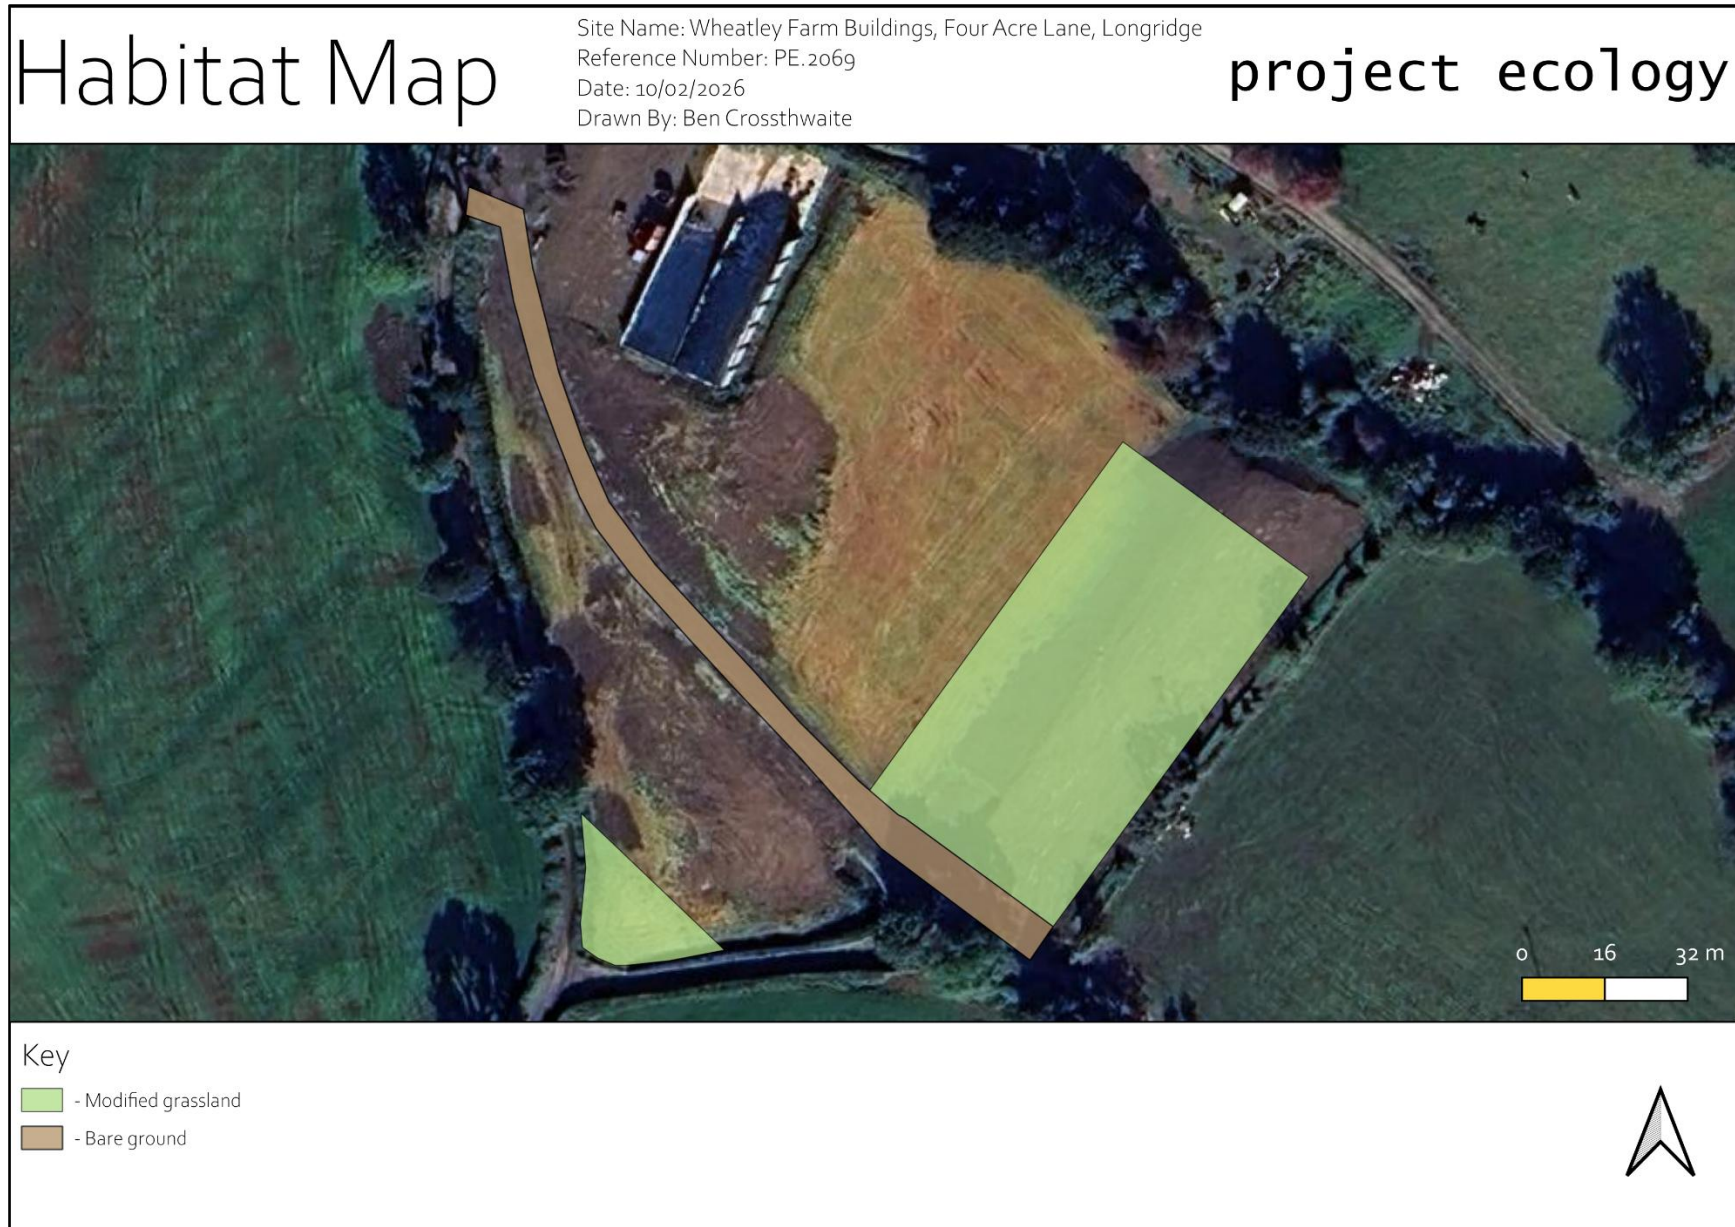 Habitat Map
Site Name: Wheatley Farm Buildings, Four Acre Lane, Longridge
Reference Number: PE.2069
Date: 10/02/2026
Drawn By: Ben Crossthwaite
project ecology
0 16 32 m
Key
- Modified grassland
- Bare ground